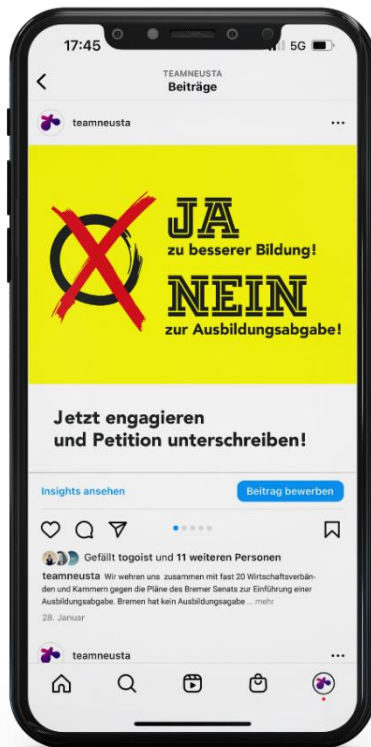 17:45
5G
TEAMNEUSTA
Beiträge
teamneusta
JA
zu besserer Bildung!
NEIN
zur Ausbildungsabgabe!
Jetzt engagieren
und Petition unterschreiben!
Insights ansehen
Beitrag bewerben
Gefällt togoist und 11 weiteren Personen
teamneusta Wir wehren uns zusammen mit fast 20 Wirtschaftsverbän-
den und Kammern gegen die Pläne des Bremer Senats zur Einführung einer
Ausbildungsabgabe. Bremen hat kein Ausbildungsagabe ... mehr
28. Januar
teamneusta